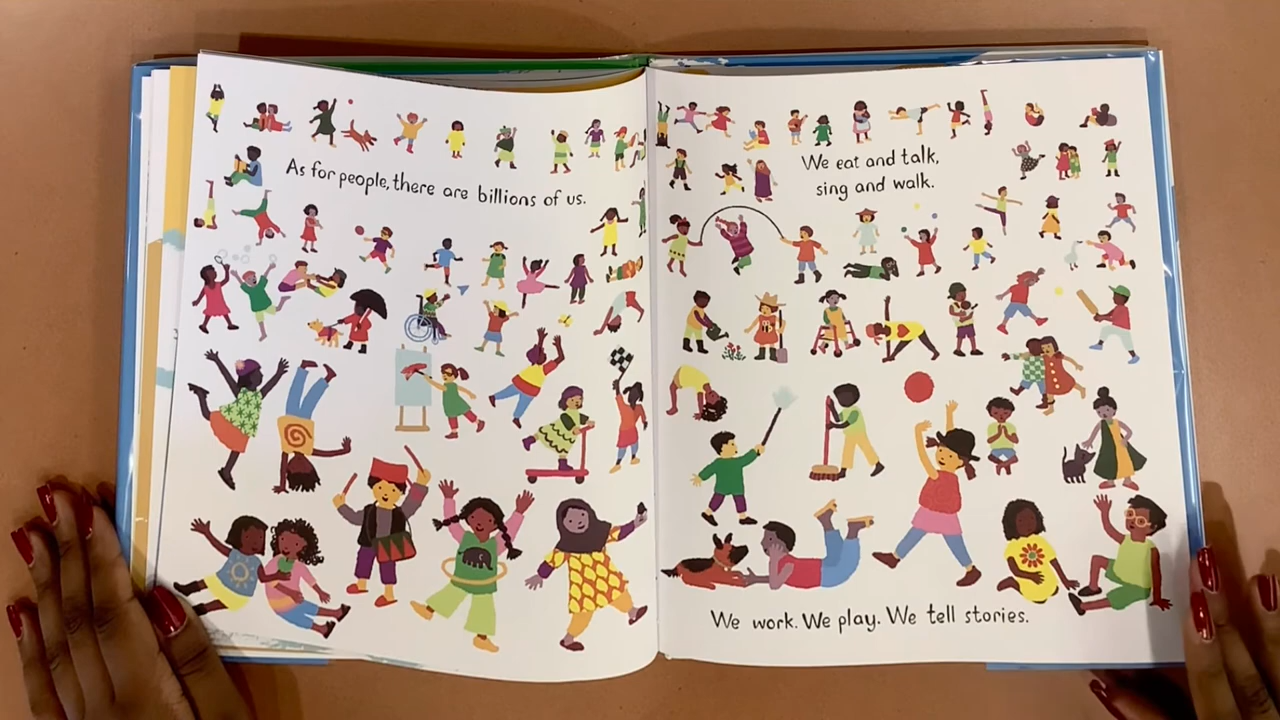 As for people, there are billions of us.
We eat and talk,
sing and walk.
We work. We play. We tell stories.